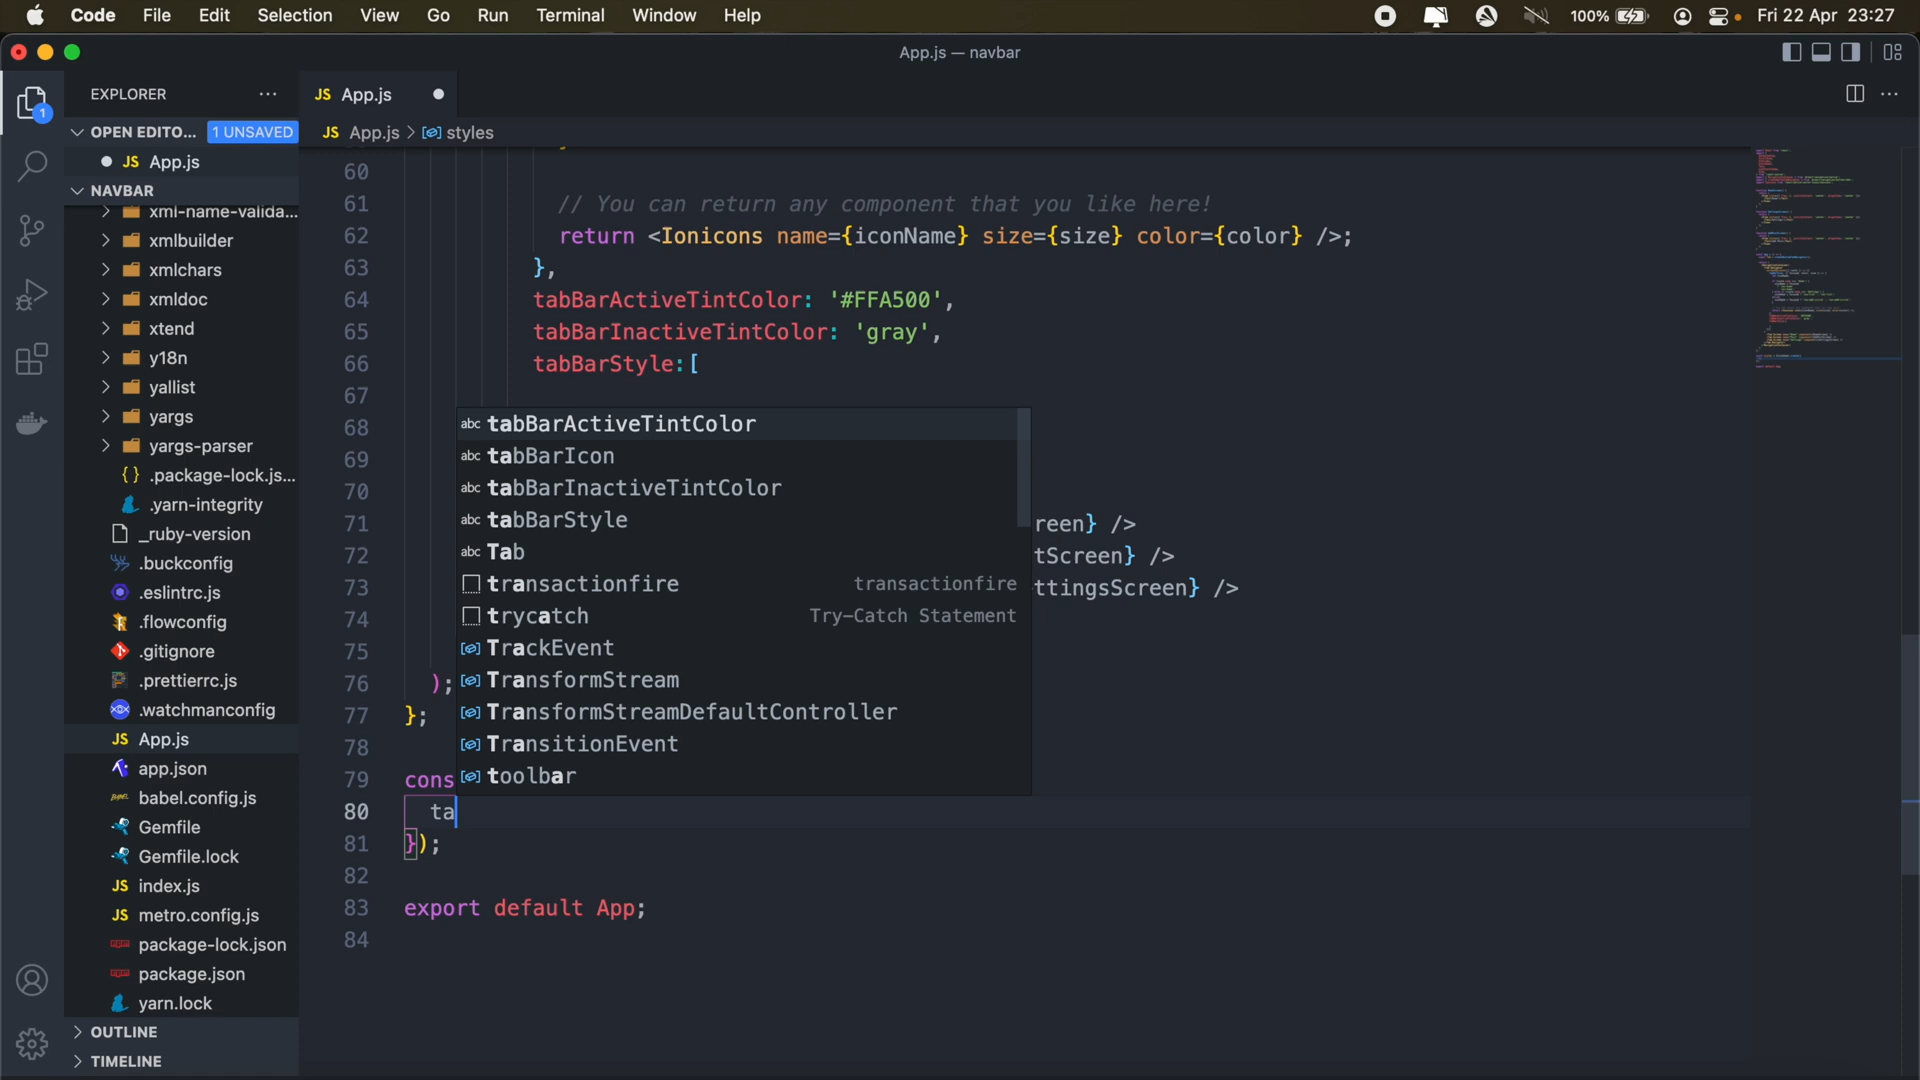 Code File Edit Selection View Go Run Terminal Window Help 100% Fri 22 Apr 23:27
App.js — navbar
EXPLORER ...
JS App.js
OPEN EDITO... 1 UNSAVED
JS App.js > styles
JS App.js
NAVBAR
xml-name-valida...
xmlbuilder
xmlchars
xmldoc
xtend
y18n
yallist
yargs
yargs-parser
{} .package-lock.js...
.yarn-integrity
_ruby-version
.buckconfig
.eslintrc.js
.flowconfig
.gitignore
.prettierrc.js
.watchmanconfig
JS App.js
app.json
babel.config.js
Gemfile
Gemfile.lock
JS index.js
JS metro.config.js
package-lock.json
package.json
yarn.lock
OUTLINE
TIMELINE
60
61 // You can return any component that you like here!
62 return <Ionicons name={iconName} size={size} color={color} />;
63 },
64 tabBarActiveTintColor: '#FFA500',
65 tabBarInactiveTintColor: 'gray',
66 tabBarStyle:[
67
68
69
70
71 reen} />
72 tScreen} />
73 ttingsScreen} />
74
75
76 );
77 };
78
79 cons
80 ta
81 });
82
83 export default App;
84
abc tabBarActiveTintColor
abc tabBarIcon
abc tabBarInactiveTintColor
abc tabBarStyle
abc Tab
transactionfire transactionfire
trycatch Try-Catch Statement
TrackEvent
TransformStream
TransformStreamDefaultController
TransitionEvent
toolbar